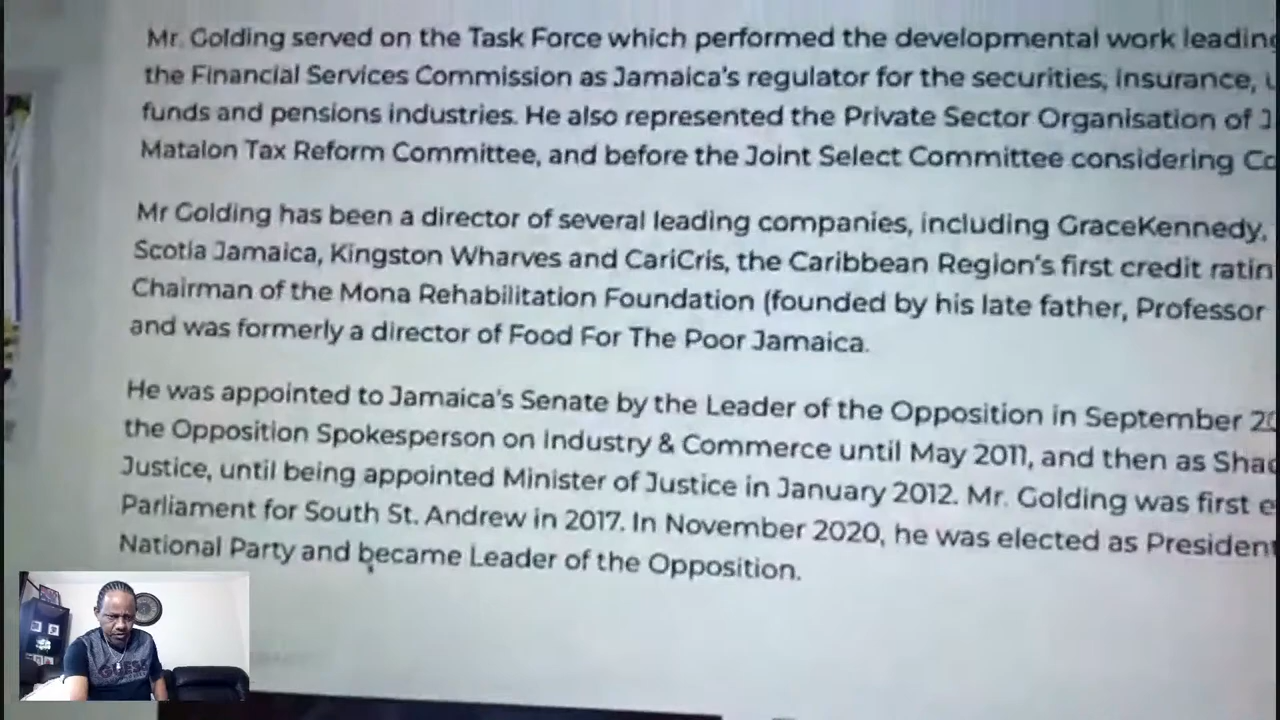 Mr. Golding served on the Task Force which performed the developmental work leading
the Financial Services Commission as Jamaica's regulator for the securities, insurance, u
funds and pensions industries. He also represented the Private Sector Organisation of J
Matalon Tax Reform Committee, and before the Joint Select Committee considering Co
Mr Golding has been a director of several leading companies, including GraceKennedy,
Scotia Jamaica, Kingston Wharves and CariCris, the Caribbean Region's first credit ratin
Chairman of the Mona Rehabilitation Foundation (founded by his late father, Professor
and was formerly a director of Food For The Poor Jamaica.
He was appointed to Jamaica's Senate by the Leader of the Opposition in September 20
the Opposition Spokesperson on Industry & Commerce until May 2011, and then as Shad
Justice, until being appointed Minister of Justice in January 2012. Mr. Golding was first e
Parliament for South St. Andrew in 2017. In November 2020, he was elected as President
National Party and became Leader of the Opposition.
GUESS